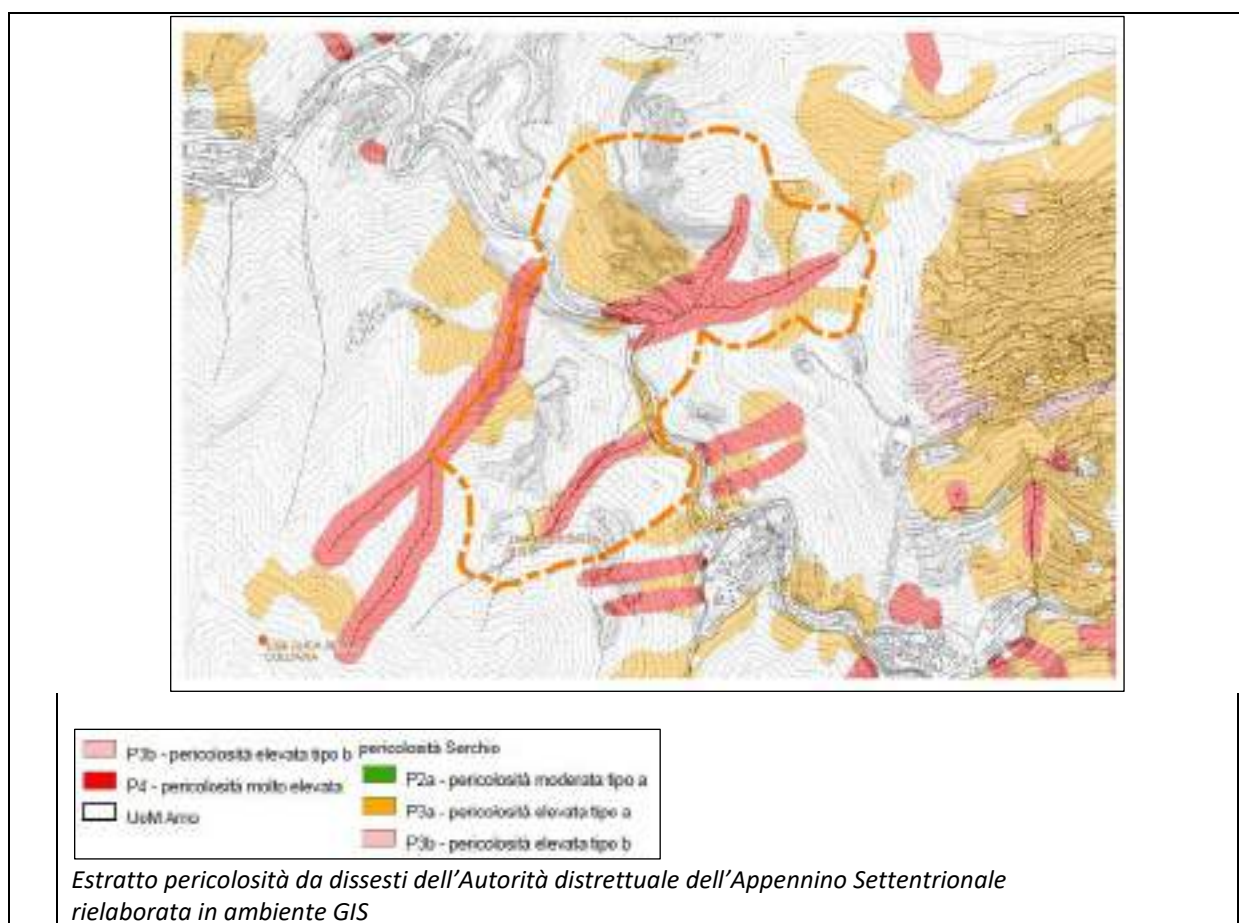 P3b - pericolosità elevata tipo b
P4 - pericolosità molto elevata
UoM Arno
pericolosità Serchio
P2a - pericolosità moderata tipo a
P3a - pericolosità elevata tipo a
P3b - pericolosità elevata tipo b
Estratto pericolosità da dissesti dell'Autorità distrettuale dell'Appennino Settentrionale
rielaborata in ambiente GIS